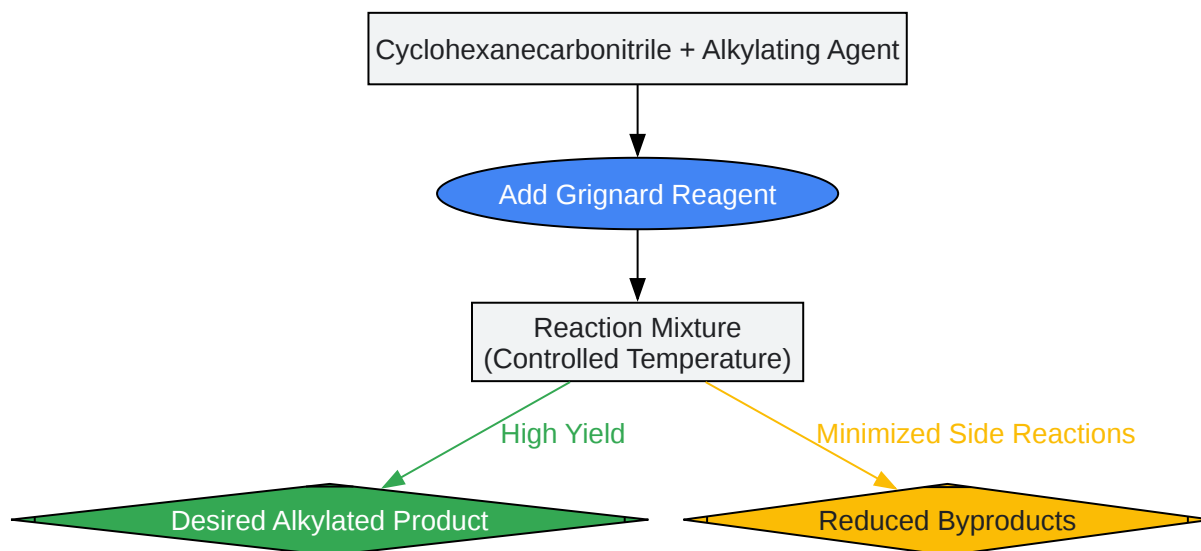 Cyclohexanecarbonitrile + Alkylating Agent
Add Grignard Reagent
Reaction Mixture
(Controlled Temperature)
High Yield
Minimized Side Reactions
Desired Alkylated Product
Reduced Byproducts